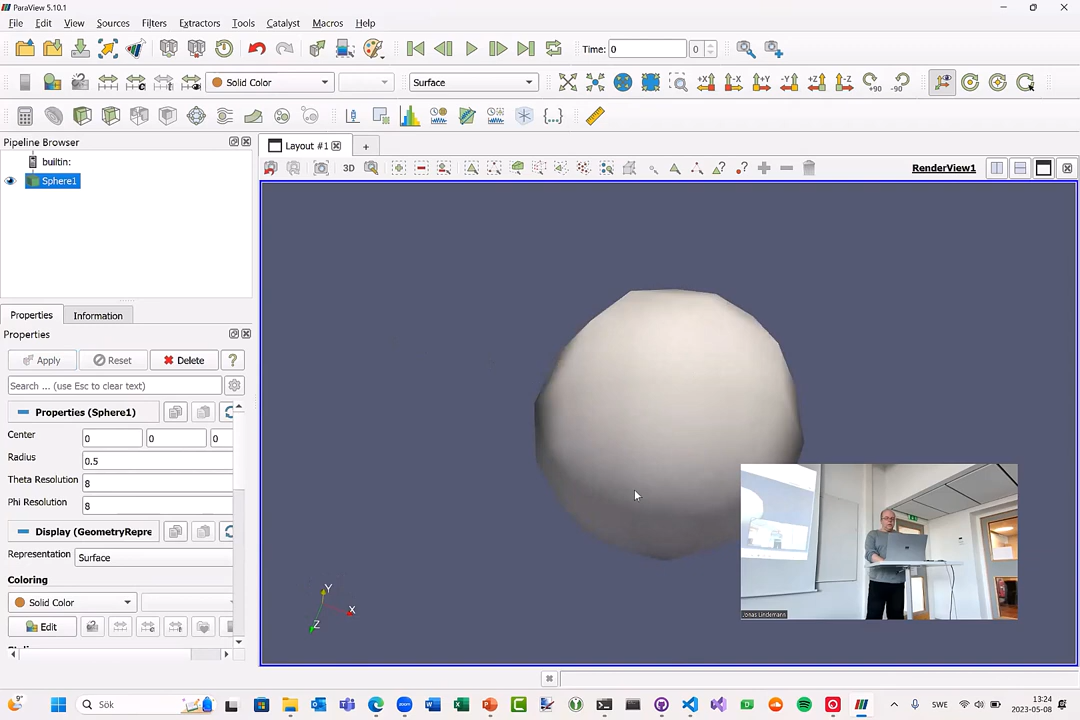 ParaView 5.10.1
File Edit View Sources Filters Extractors Tools Catalyst Macros Help
Time: 0 0
Solid Color Surface +X -X +Y -Y +Z -Z +90 -90
Pipeline Browser
Layout #1 +
builtin:
3D
RenderView1
Sphere1
Properties Information
Properties
Apply Reset Delete ?
Search ... (use Esc to clear text)
Properties (Sphere1)
Center 0 0 0
Radius 0.5
Theta Resolution 8
Phi Resolution 8
Display (GeometryRepre
Representation Surface
Coloring
Solid Color
Edit
Y
X
Z
Jonas Lindemann
9°
Sök
SWE
13:24
2023-05-08